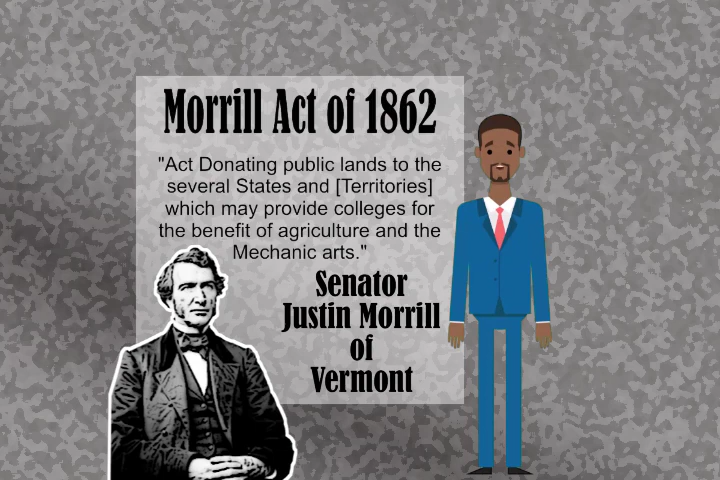 Morrill Act of 1862
"Act Donating public lands to the
several States and [Territories]
which may provide colleges for
the benefit of agriculture and the
Mechanic arts."
Senator
Justin Morrill
of
Vermont